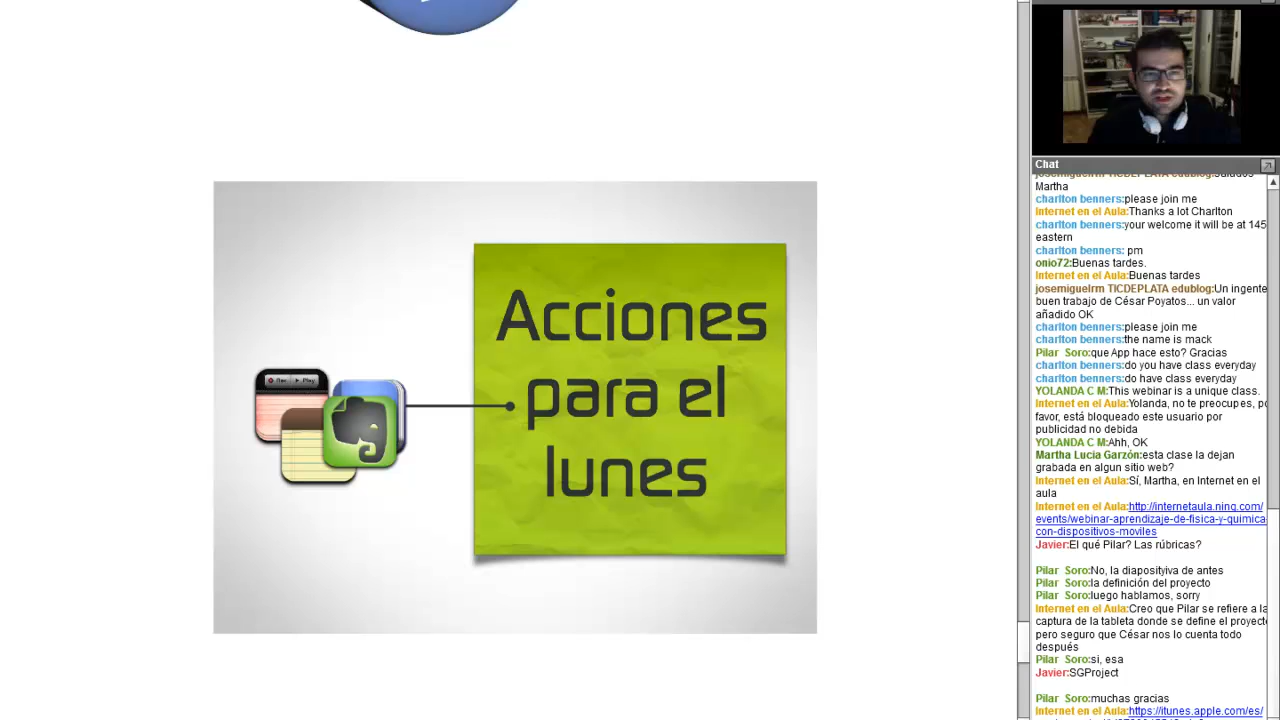 Acciones
para el
lunes
Rec
Play
Chat
josemiguelrm TICDEPLATA edublog:saludos
Martha
charlton benners:please join me
Internet en el Aula:Thanks a lot Charlton
charlton benners:your welcome it will be at 145
eastern
charlton benners: pm
onio72:Buenas tardes.
Internet en el Aula:Buenas tardes
josemiguelrm TICDEPLATA edublog:Un ingente
buen trabajo de César Poyatos... un valor
añadido OK
charlton benners:please join me
charlton benners:the name is mack
Pilar Soro:que App hace esto? Gracias
charlton benners:do you have class everyday
charlton benners:do have class everyday
YOLANDA C M:This webinar is a unique class.
Internet en el Aula:Yolanda, no te preocupes, po
favor, está bloqueado este usuario por
publicidad no debida
YOLANDA C M:Ahh, OK
Martha Lucia Garzón:esta clase la dejan
grabada en algun sitio web?
Internet en el Aula:Sí, Martha, en Internet en el
aula
Internet en el Aula:http://internetaula.ning.com/
events/webinar-aprendizaje-de-fisica-y-quimica-
con-dispositivos-moviles
Javier:El qué Pilar? Las rúbricas?
Pilar Soro:No, la diaposityiva de antes
Pilar Soro:la definición del proyecto
Pilar Soro:luego hablamos, sorry
Internet en el Aula:Creo que Pilar se refiere a la
captura de la tableta donde se define el proyecto
pero seguro que César nos lo cuenta todo
después
Pilar Soro:si, esa
Javier:SGProject
Pilar Soro:muchas gracias
Internet en el Aula:https://itunes.apple.com/es/